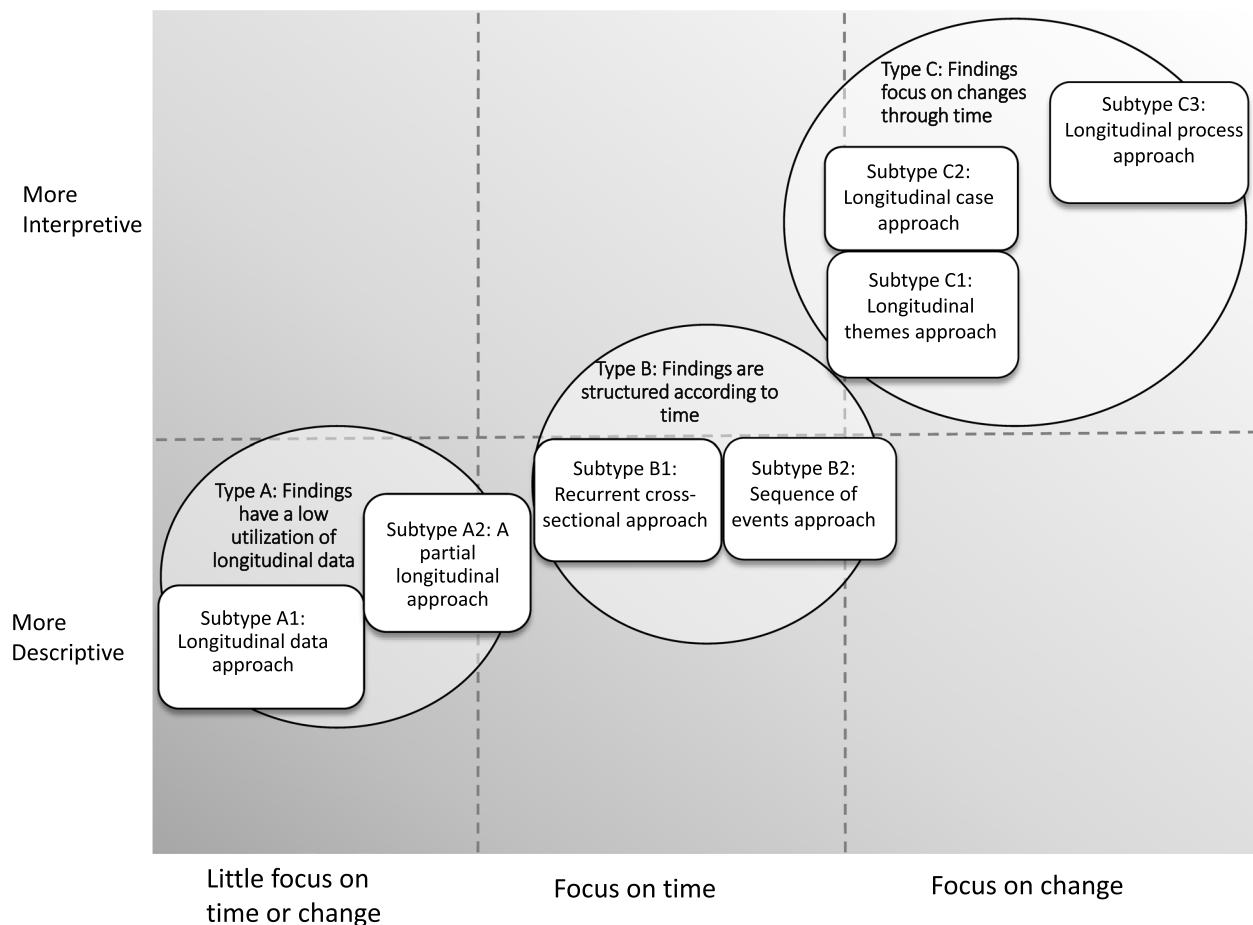 Type C: Findings
focus on changes
through time
Subtype C3:
Longitudinal process
approach
Subtype C2:
Longitudinal case
approach
More
Interpretive
Subtype C1:
Longitudinal
themes approach
Type B: Findings are
structured according to
time
Subtype B1:
Recurrent cross-
sectional approach
Subtype B2:
Sequence of
events approach
Type A: Findings
have a low
utilization of
longitudinal data
Subtype A2: A
partial
longitudinal
approach
More
Descriptive
Subtype A1:
Longitudinal data
approach
Little focus on
time or change
Focus on time
Focus on change